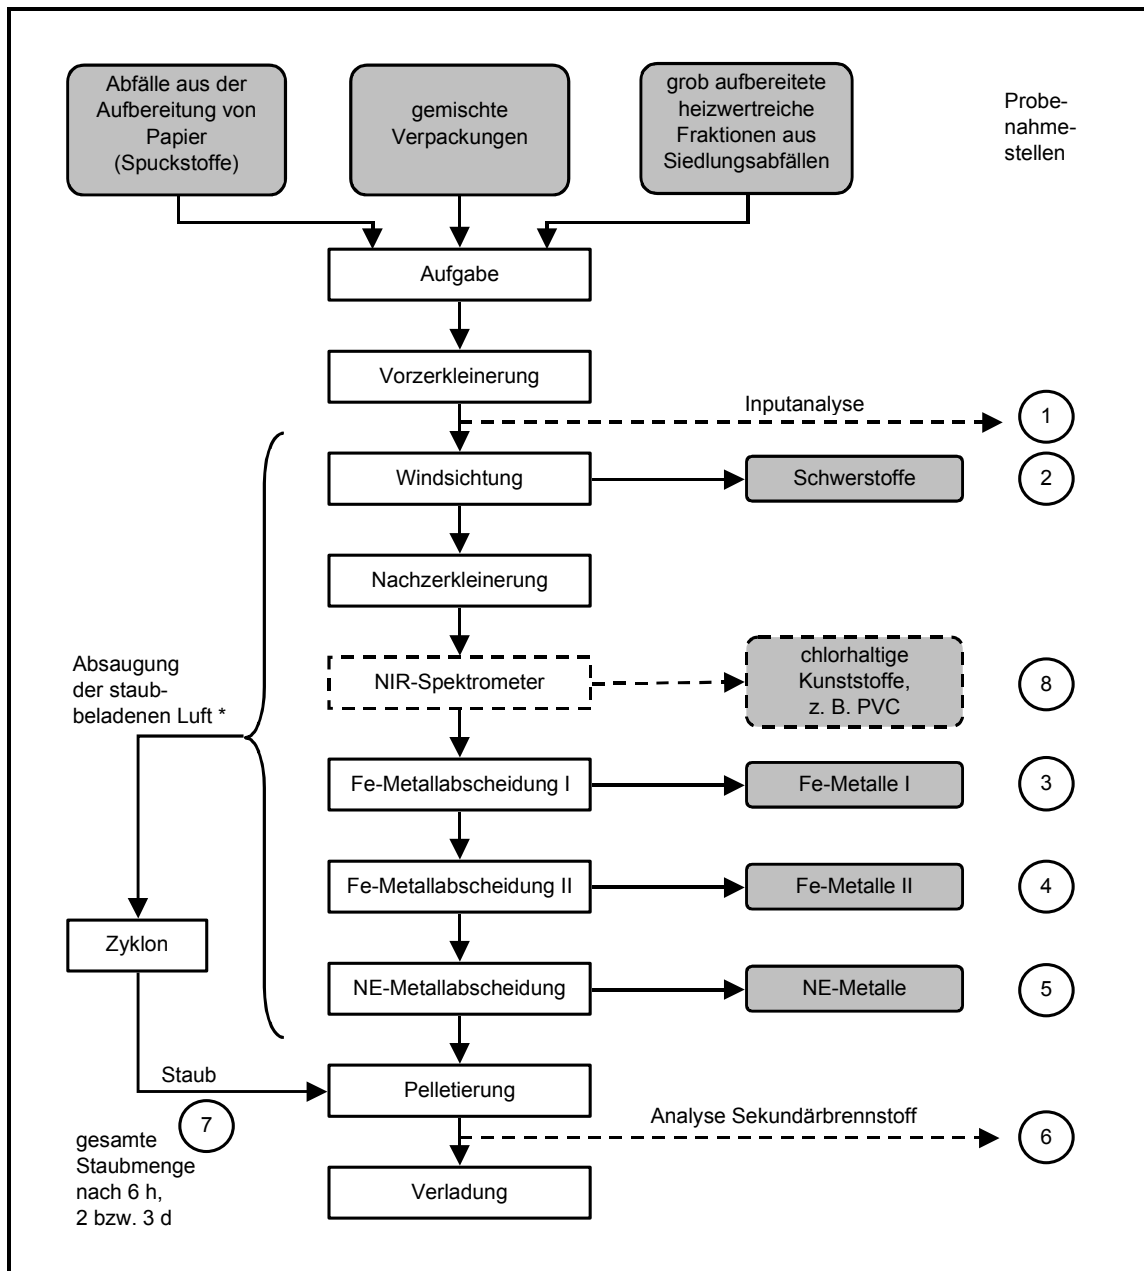 Abfälle aus der
Aufbereitung von
Papier
(Spuckstoffe)
gemischte
Verpackungen
grob aufbereitete
heizwertreiche
Fraktionen aus
Siedlungsabfällen
Probe-
nahme-
stellen
Aufgabe
Vorzerkleinerung
Inputanalyse
1
Windsichtung
Schwerstoffe
2
Nachzerkleinerung
Absaugung
der staub-
beladenen Luft *
NIR-Spektrometer
chlorhaltige
Kunststoffe,
z. B. PVC
8
Fe-Metallabscheidung I
Fe-Metalle I
3
Fe-Metallabscheidung II
Fe-Metalle II
4
Zyklon
NE-Metallabscheidung
NE-Metalle
5
Staub
Pelletierung
7
gesamte
Staubmenge
nach 6 h,
2 bzw. 3 d
Analyse Sekundärbrennstoff
6
Verladung